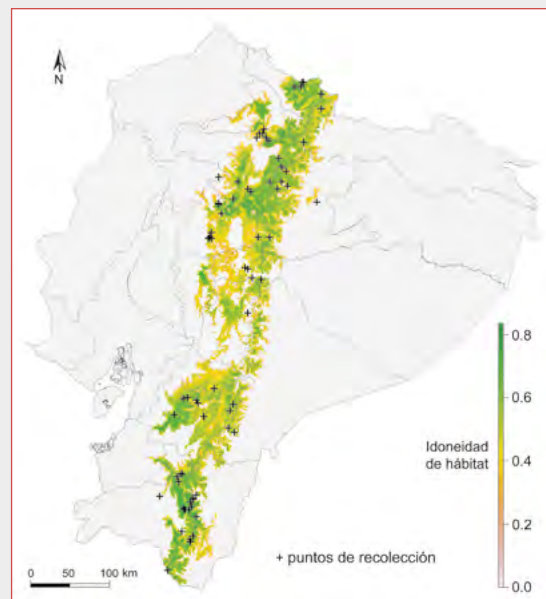 N
0.8
0.6
Idoneidad
de hábitat
0.4
0.2
+ puntos de recolección
0.0
0 50 100 km